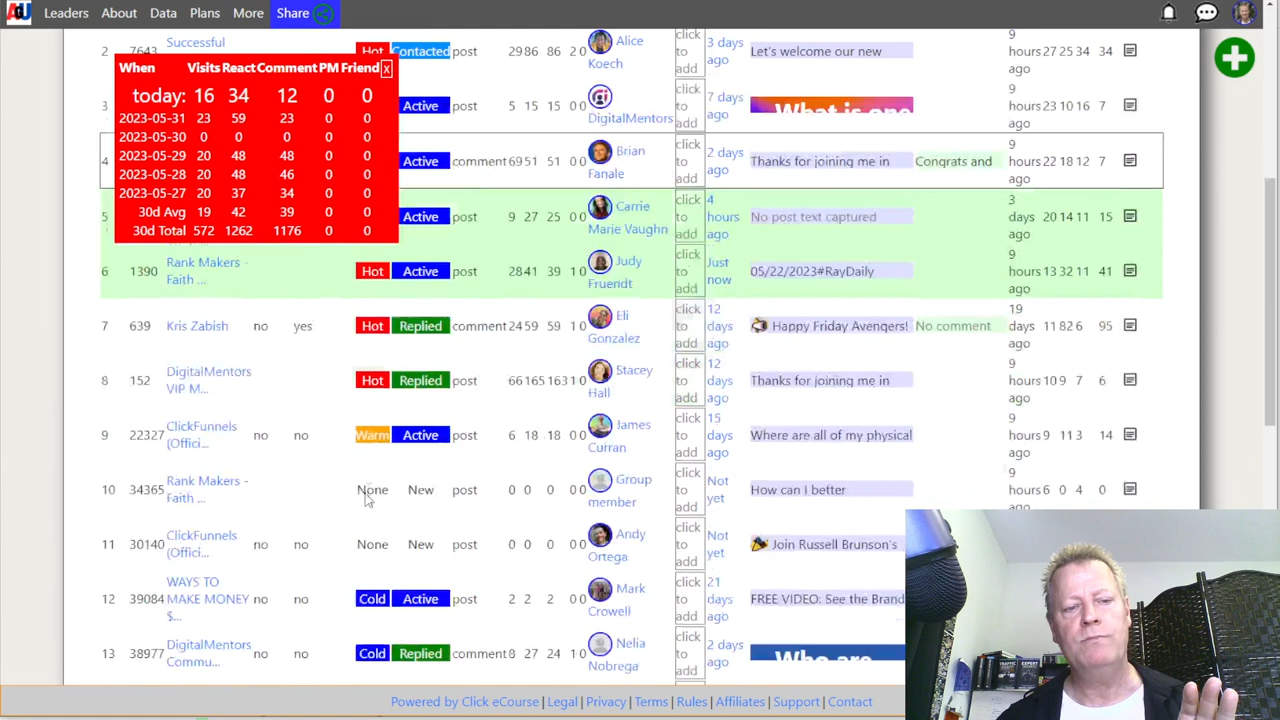 AtU Leaders About Data Plans More Share
2 7643 Successful Hot Contacted post 29 86 86 2 0 Alice Koech click to add 3 days ago Let's welcome our new 9 hours ago 27 25 34 34
When Visits React Comment PM Friend x
today: 16 34 12 0 0
2023-05-31 23 59 23 0 0
2023-05-30 0 0 0 0 0
2023-05-29 20 48 48 0 0
2023-05-28 20 48 46 0 0
2023-05-27 20 37 34 0 0
30d Avg 19 42 39 0 0
30d Total 572 1262 1176 0 0
3 Active 5 15 15 0 0 DigitalMentors click to add 7 days ago What is one 9 hours ago 23 10 16 7
4 Active comment 69 51 51 0 0 Brian Fanale click to add 2 days ago Thanks for joining me in Congrats and 9 hours ago 22 18 12 7
5 Active post 9 27 25 0 0 Carrie Marie Vaughn click to add 4 hours ago No post text captured 3 days ago 20 14 11 15
6 1390 Rank Makers - Faith ... Hot Active post 28 41 39 1 0 Judy Fruendt click to add Just now 05/22/2023#RayDaily 9 hours ago 13 32 11 41
7 639 Kris Zabish no yes Hot Replied comment 24 59 59 1 0 Eli Gonzalez click to add 12 days ago Happy Friday Avengers! No comment 19 days ago 11 82 6 95
8 152 DigitalMentors VIP M... Hot Replied post 66 165 163 1 0 Stacey Hall click to add 12 days ago Thanks for joining me in 9 hours ago 10 9 7 6
9 22327 ClickFunnels (Offici... no no Warm Active post 6 18 18 0 0 James Curran click to add 15 days ago Where are all of my physical 9 hours ago 9 11 3 14
10 34365 Rank Makers - Faith ... None New post 0 0 0 0 0 Group member click to add Not yet How can I better 9 hours ago 6 0 4 0
11 30140 ClickFunnels (Offici... no no None New post 0 0 0 0 0 Andy Ortega click to add Not yet Join Russell Brunson's
12 39084 WAYS TO MAKE MONEY $... no no Cold Active post 2 2 2 0 0 Mark Crowell click to add 21 days ago FREE VIDEO: See the Brand
13 38977 DigitalMentors Commu... no no Cold Replied comment 8 27 24 1 0 Nelia Nobrega click to add 2 days ago Who are
Powered by Click eCourse | Legal | Privacy | Terms | Rules | Affiliates | Support | Contact
TRAFFIC EXPERT